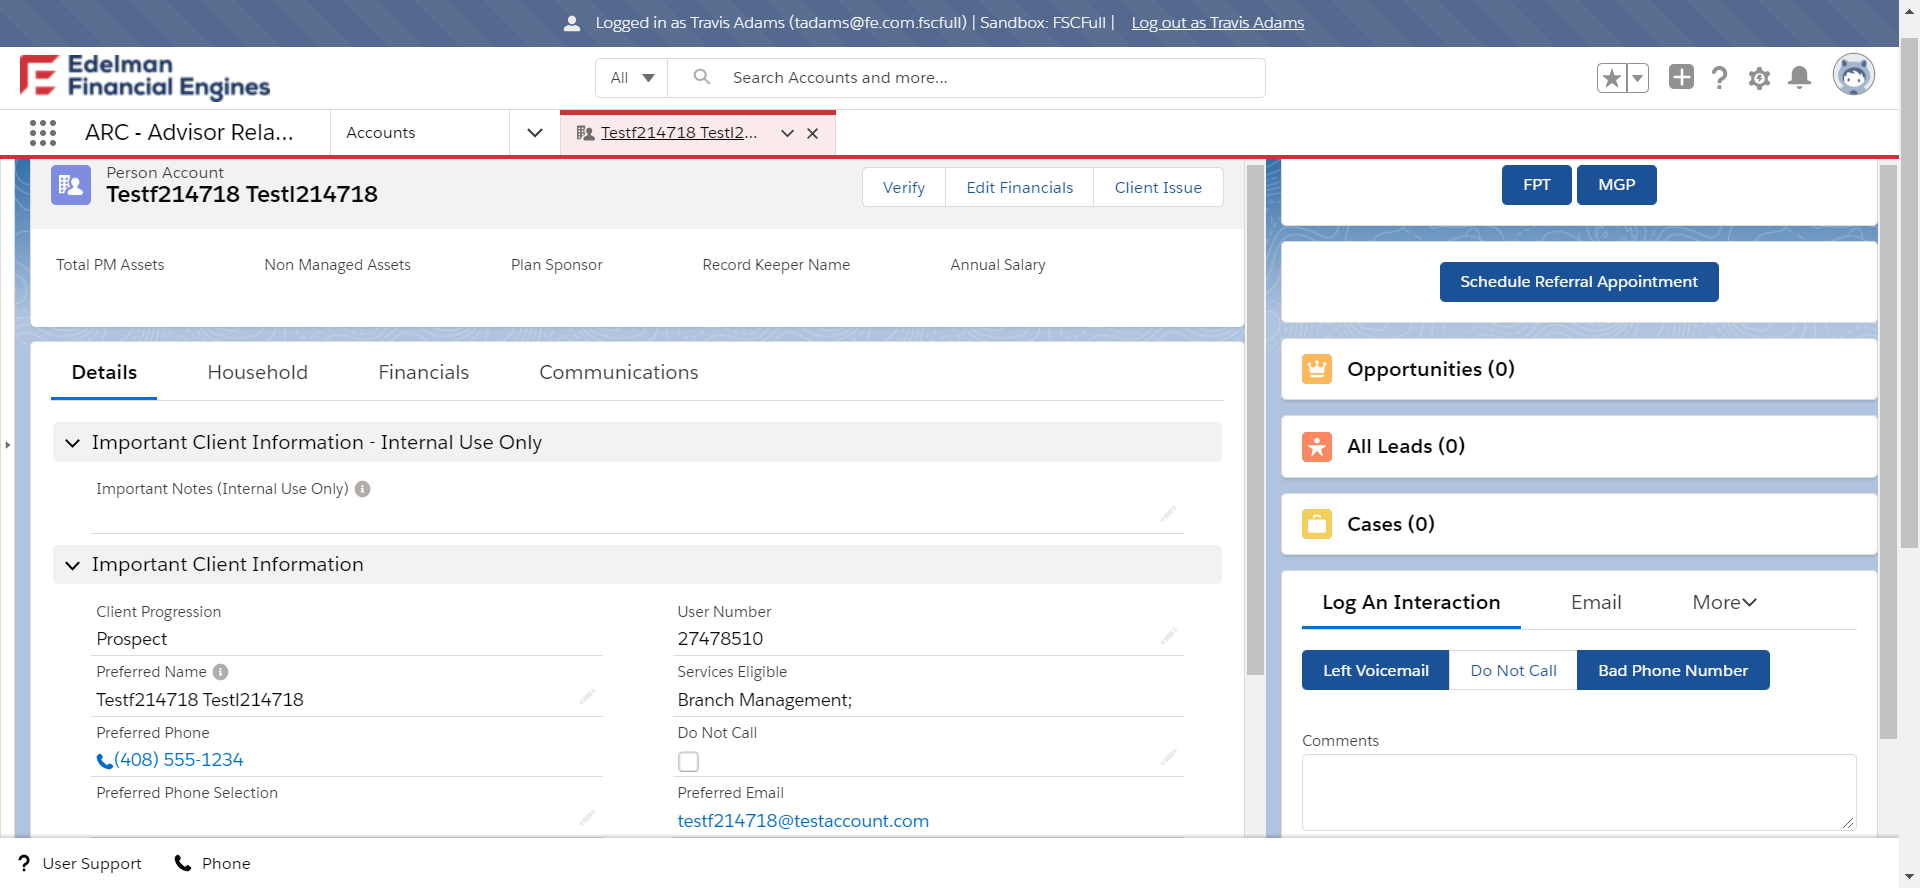 Logged in as Travis Adams (tadams@fe.com.fscfull) | Sandbox: FSCFull | Log out as Travis Adams
Edelman
Financial Engines
All
Search Accounts and more...
ARC - Advisor Rela...
Accounts
Testf214718 Testl2...
Person Account
Testf214718 Testl214718
Verify
Edit Financials
Client Issue
FPT
MGP
Total PM Assets
Non Managed Assets
Plan Sponsor
Record Keeper Name
Annual Salary
Schedule Referral Appointment
Details
Household
Financials
Communications
Opportunities (0)
All Leads (0)
Cases (0)
Important Client Information - Internal Use Only
Important Notes (Internal Use Only)
Important Client Information
Client Progression
Prospect
User Number
27478510
Preferred Name
Testf214718 Testl214718
Services Eligible
Branch Management;
Preferred Phone
(408) 555-1234
Do Not Call
Preferred Phone Selection
Preferred Email
testf214718@testaccount.com
Log An Interaction
Email
More
Left Voicemail
Do Not Call
Bad Phone Number
Comments
? User Support
Phone